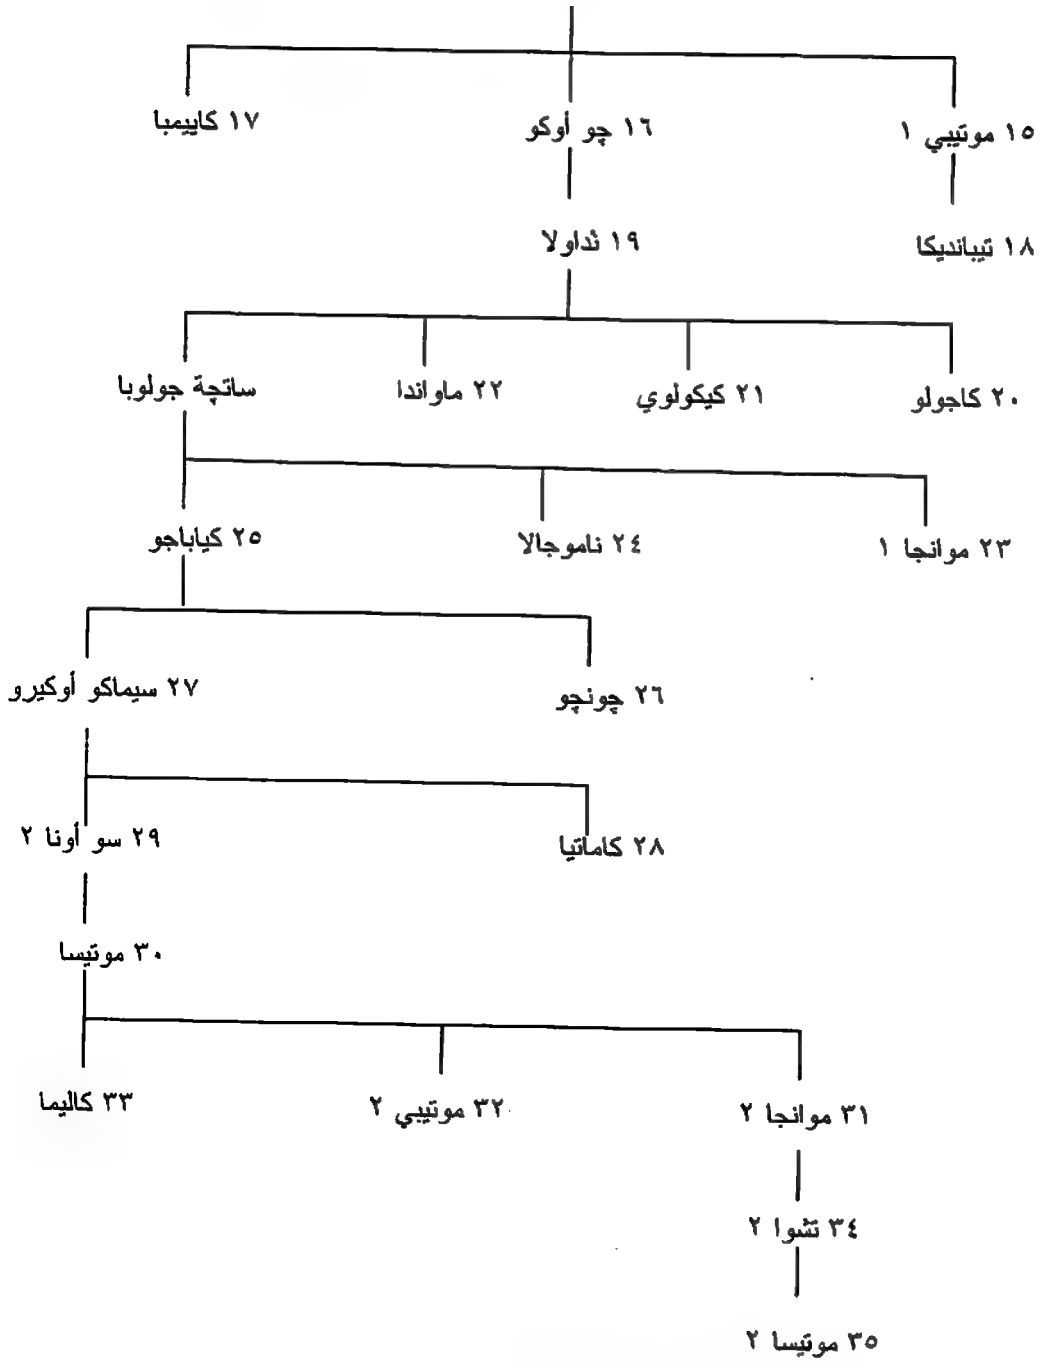 ١٥ موتيبي ١
١٦ چو أوكو
١٧ كاييمبا
١٨ تيبانديكا
١٩ نداولا
٢٠ كاجولو
٢١ كيكولوي
٢٢ ماواندا
ساتچة جولوبا
٢٣ موانجا ١
٢٤ ناموجالا
٢٥ كياباجو
٢٦ چونچو
٢٧ سيماكو أوكيرو
٢٨ كاماتيا
٢٩ سو أونا ٢
٣٠ موتيسا
٣١ موانجا ٢
٣٢ موتيبي ٢
٣٣ كاليما
٣٤ تشوا ٢
٣٥ موتيسا ٢